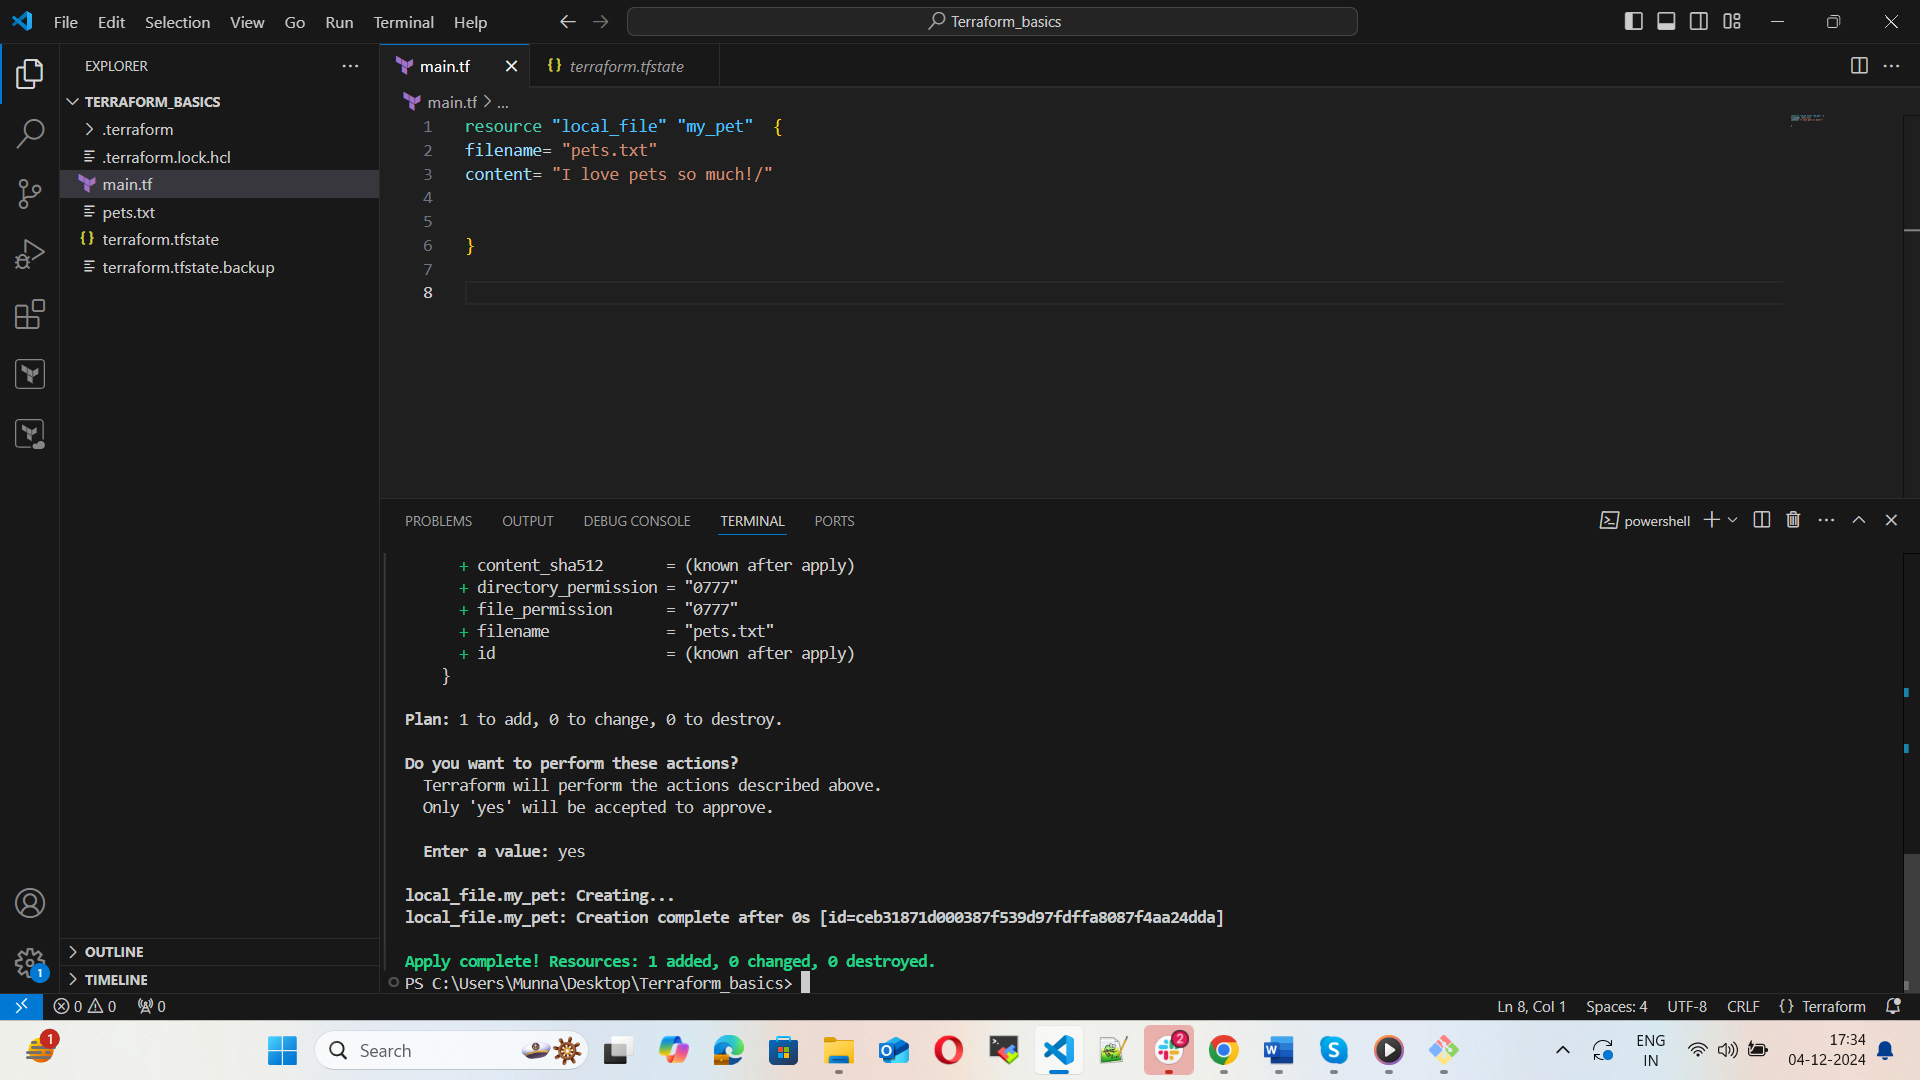 File Edit Selection View Go Run Terminal Help
Terraform_basics
EXPLORER
TERRAFORM_BASICS
.terraform
.terraform.lock.hcl
main.tf
pets.txt
terraform.tfstate
terraform.tfstate.backup
OUTLINE
TIMELINE
main.tf
terraform.tfstate
main.tf > ...
1 resource "local_file" "my_pet"  {
2 filename= "pets.txt"
3 content= "I love pets so much!/"
4
5
6 }
7
8
PROBLEMS OUTPUT DEBUG CONSOLE TERMINAL PORTS
powershell
+ content_sha512       = (known after apply)
+ directory_permission = "0777"
+ file_permission      = "0777"
+ filename             = "pets.txt"
+ id                   = (known after apply)
}
Plan: 1 to add, 0 to change, 0 to destroy.
Do you want to perform these actions?
Terraform will perform the actions described above.
Only 'yes' will be accepted to approve.
Enter a value: yes
local_file.my_pet: Creating...
local_file.my_pet: Creation complete after 0s [id=ceb31871d000387f539d97fdffa8087f4aa24dda]
Apply complete! Resources: 1 added, 0 changed, 0 destroyed.
PS C:\Users\Munna\Desktop\Terraform_basics>
1
0 0 0
Ln 8, Col 1 Spaces: 4 UTF-8 CRLF {} Terraform
1
Search
2
ENG
IN
17:34
04-12-2024